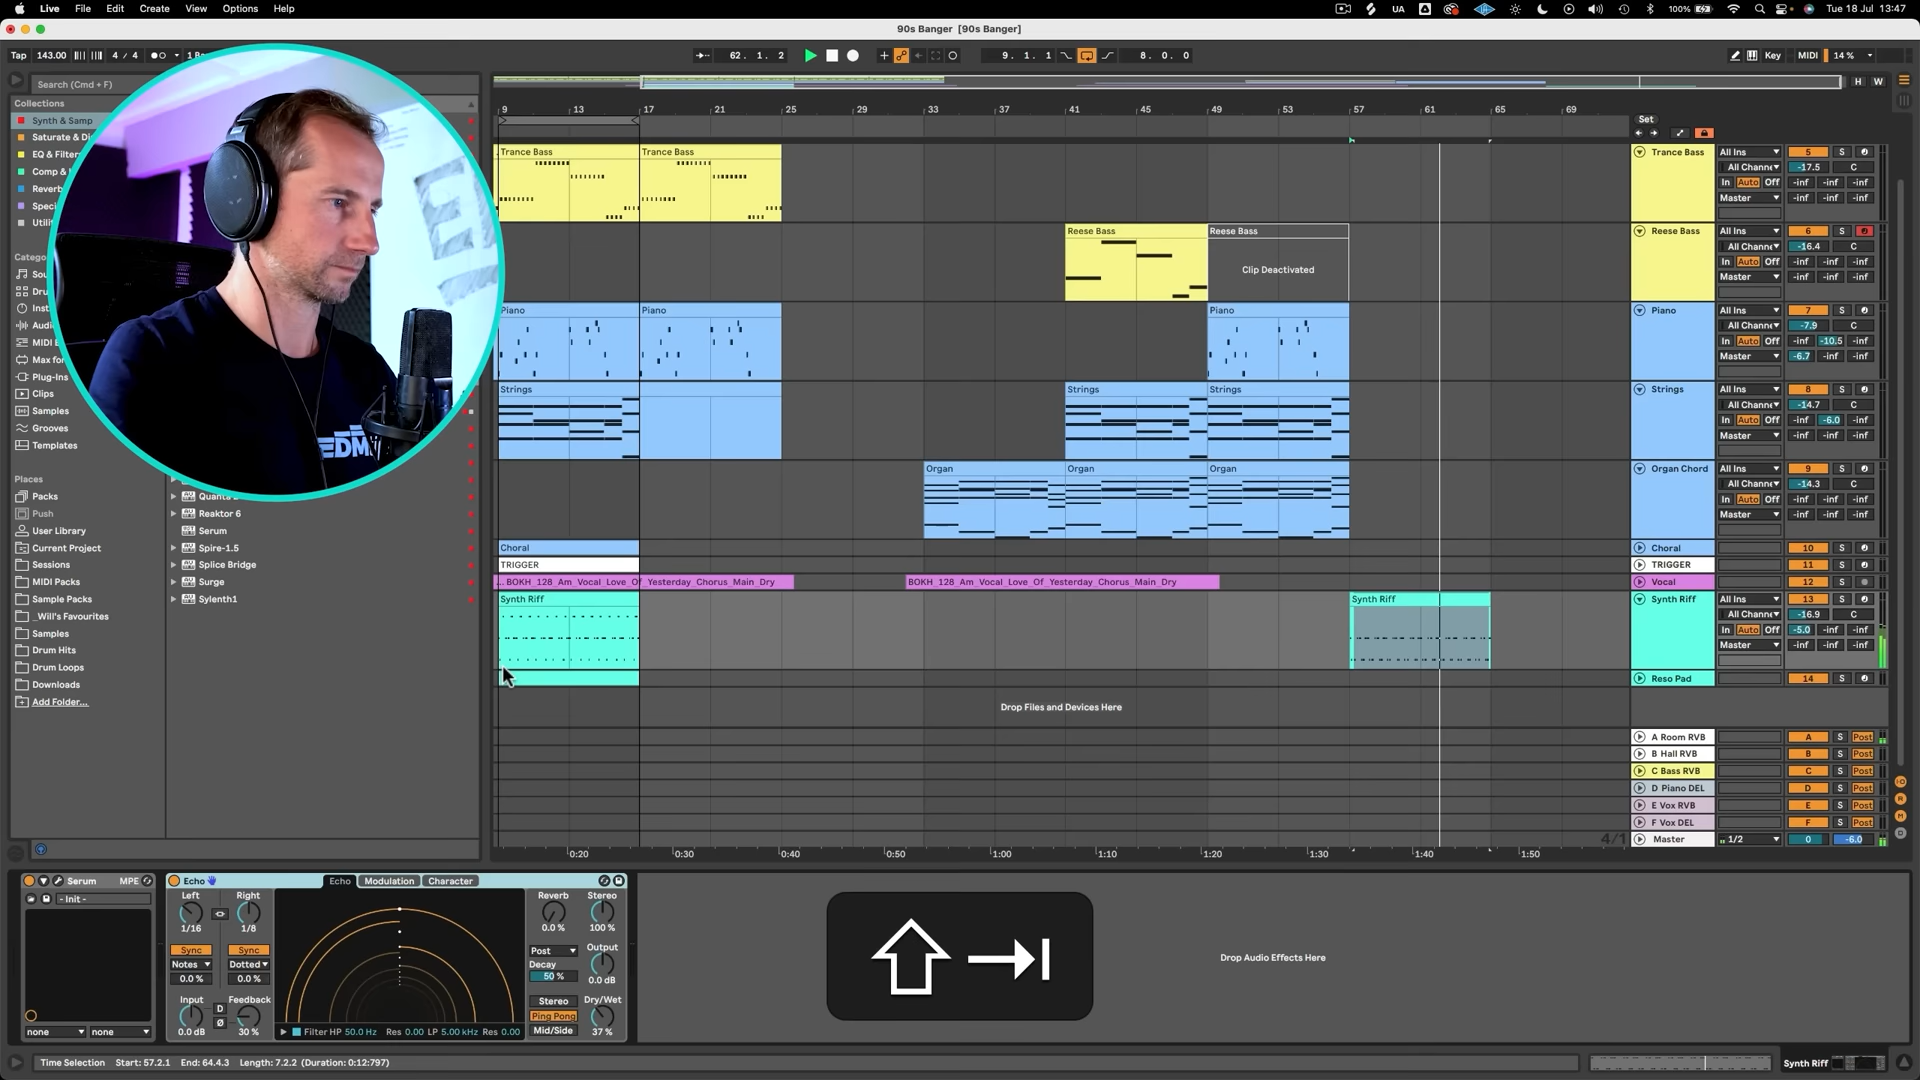 Live File Edit Create View Options Help
UA 100% Tue 18 Jul 13:47
90s Banger [90s Banger]
Tap 143.00 4 / 4 1 Ba 62. 1. 2 9. 1. 1 8. 0. 0 Key MIDI 14 %
Search (Cmd + F)
H W
Collections
Synth & Samp
Saturate & Di
EQ & Filter
Comp & L
Reverb
Speci
Utili
Categ
Sou
Dru
Inst
Audi
MIDI E
Max fo
Plug-Ins
Clips
Samples
Grooves
Templates
Places
Packs
Push
User Library
Current Project
Sessions
MIDI Packs
Sample Packs
_Will's Favourites
Samples
Drum Hits
Drum Loops
Downloads
Add Folder...
Reaktor 6
Serum
Spire-1.5
Splice Bridge
Surge
Sylenth1
EDM
9 13 17 21 25 29 33 37 41 45 49 53 57 61 65 69
Set
Trance Bass Trance Bass
Trance Bass All Ins 5 S
All Channe -17.5 C
In Auto Off -inf -inf -inf
Master -inf -inf
Reese Bass Reese Bass
Clip Deactivated
Reese Bass All Ins 6 S
All Channe -16.4 C
In Auto Off -inf -inf -inf
Master -inf -inf
Piano Piano Piano
Piano All Ins 7 S
All Channe -7.9 C
In Auto Off -inf -10.5 -inf
Master -6.7 -inf -inf
Strings Strings Strings
Strings All Ins 8 S
All Channe -14.7 C
In Auto Off -inf -6.0 -inf
Master -inf -inf
Organ Organ Organ
Organ Chord All Ins 9 S
All Channe -14.3 C
In Auto Off -inf -inf -inf
Master -inf -inf
Choral
Choral 10 S
TRIGGER
TRIGGER 11 S
...BOKH_128_Am_Vocal_Love_Of_Yesterday_Chorus_Main_Dry BOKH_128_Am_Vocal_Love_Of_Yesterday_Chorus_Main_Dry
Vocal 12 S
Synth Riff Synth Riff
Synth Riff All Ins 13 S
All Channe -16.9 C
In Auto Off -5.0 -inf -inf
Master -inf -inf
Reso Pad 14 S
Drop Files and Devices Here
A Room RVB A S Post
B Hall RVB B S Post
C Bass RVB C S Post
D Piano DEL D S Post
E Vox RVB E S Post
F Vox DEL F S Post
4/1
Master 1/2 0 -6.0
0:20 0:30 0:40 0:50 1:00 1:10 1:20 1:30 1:40 1:50
Serum MPE
- Init -
none none
Echo
Echo Modulation Character
Left Right
1/16 1/8
Sync Sync
Notes Dotted
0.0 % 0.0 %
Input D Feedback
Ø
0.0 dB 30 %
Filter HP 50.0 Hz Res 0.00 LP 5.00 kHz Res 0.00
Reverb Stereo
0.0 % 100 %
Post Output
Decay
50 % 0.0 dB
Stereo Dry/Wet
Ping Pong
Mid/Side 37 %
Drop Audio Effects Here
Time Selection Start: 57.2.1 End: 64.4.3 Length: 7.2.2 (Duration: 0:12:797)
Synth Riff